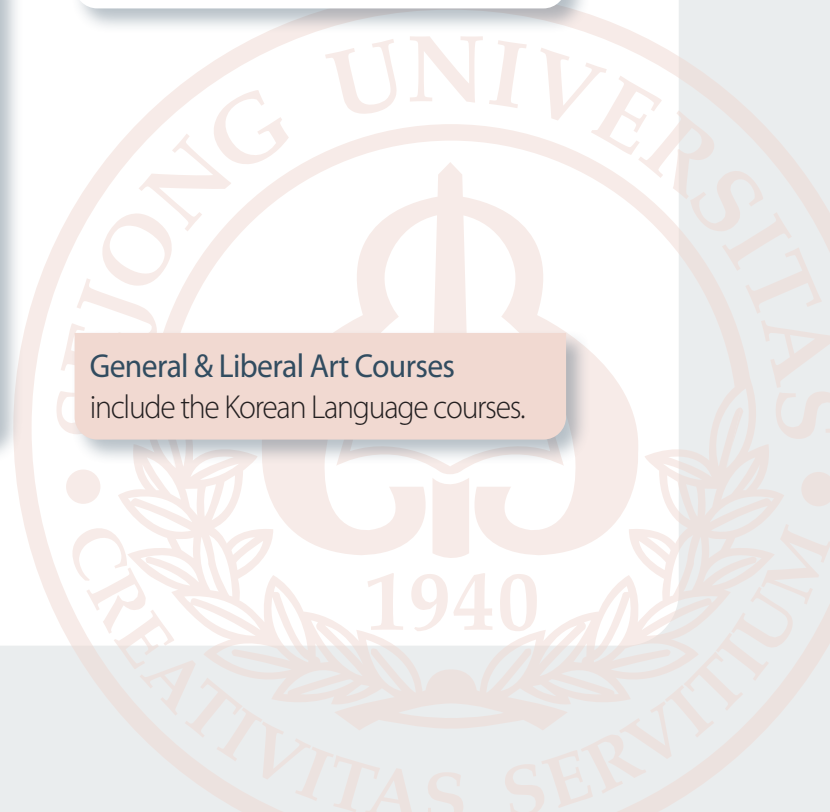 SEJONG UNIVERSITAS
General & Liberal Art Courses
include the Korean Language courses.
1940
CREATIVITAS SERVITIUM